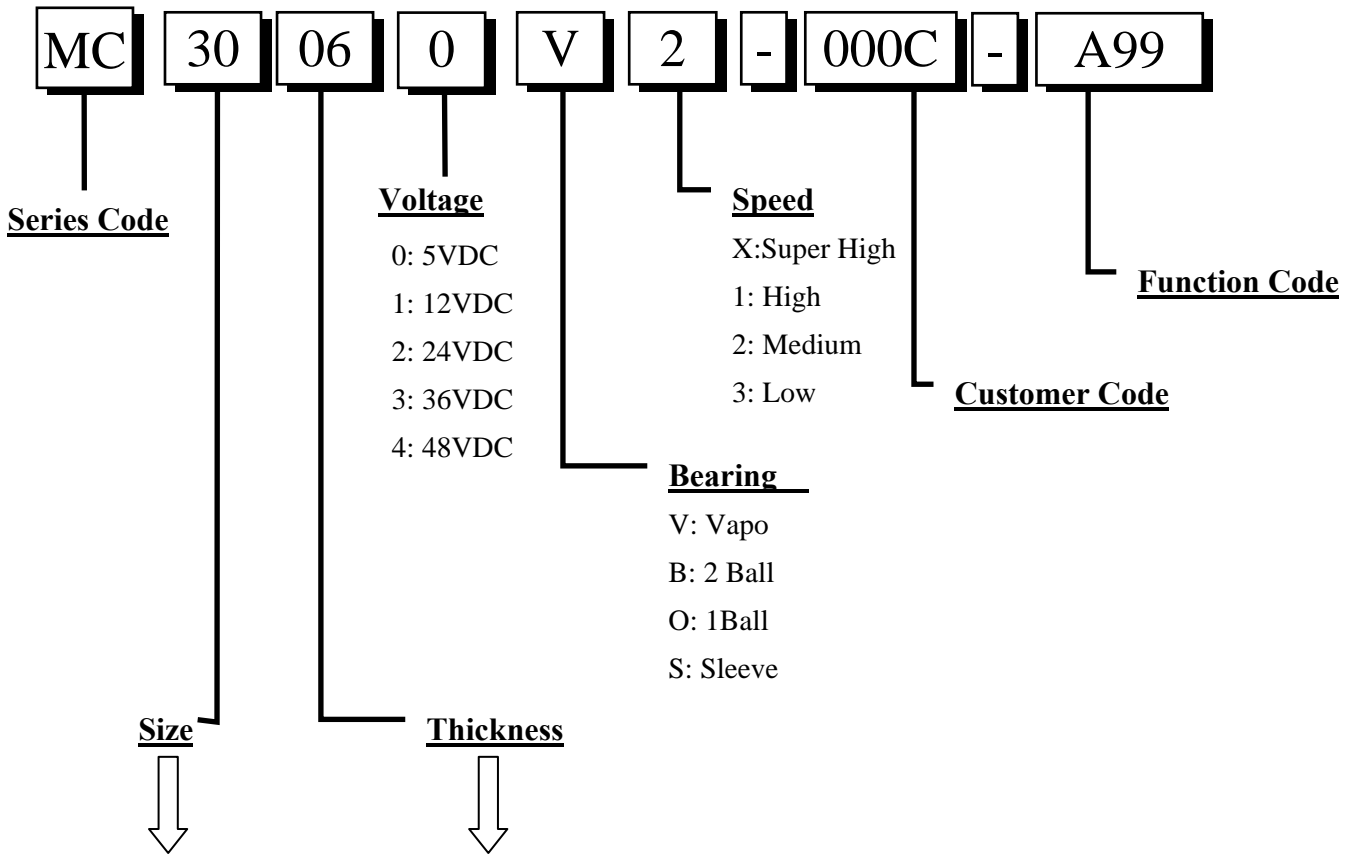 MC 30 06 0 V 2 - 000C - A99
Series Code
Voltage
0: 5VDC
1: 12VDC
2: 24VDC
3: 36VDC
4: 48VDC
Speed
X:Super High
1: High
2: Medium
3: Low
Function Code
Customer Code
Bearing
V: Vapo
B: 2 Ball
O: 1Ball
S: Sleeve
Size
Thickness